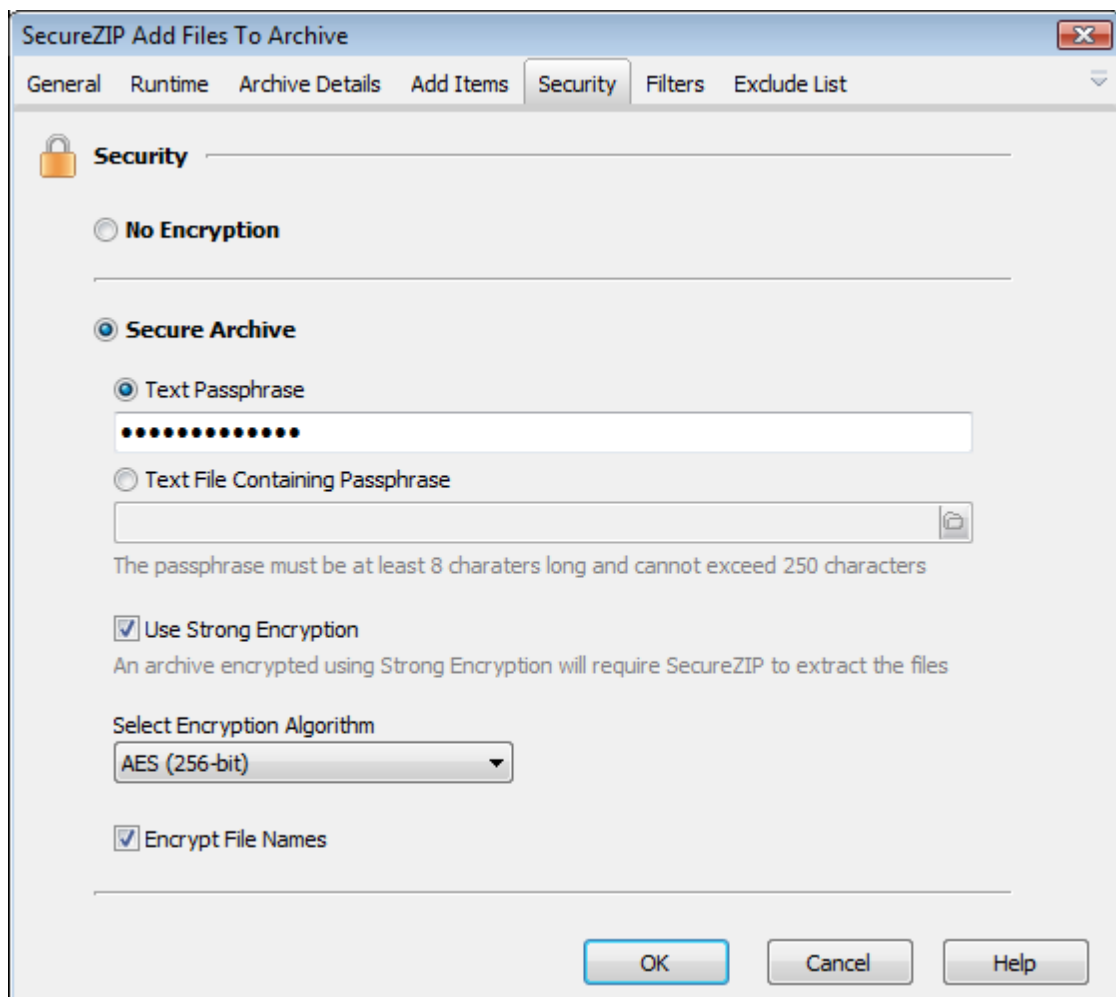 SecureZIP Add Files To Archive
General Runtime Archive Details Add Items Security Filters Exclude List
Security
No Encryption
Secure Archive
Text Passphrase
•••••••••••••
Text File Containing Passphrase
The passphrase must be at least 8 charaters long and cannot exceed 250 characters
Use Strong Encryption
An archive encrypted using Strong Encryption will require SecureZIP to extract the files
Select Encryption Algorithm
AES (256-bit)
Encrypt File Names
OK Cancel Help